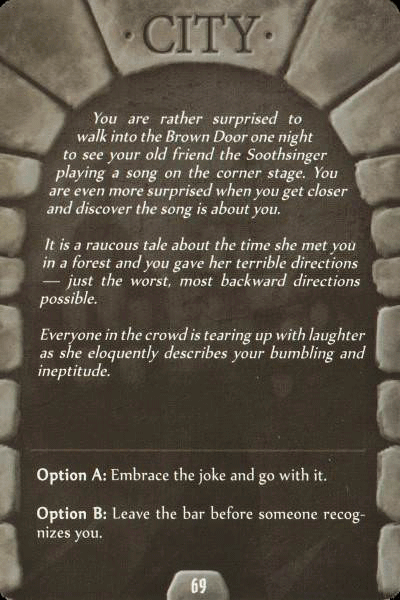 · CITY ·
You are rather surprised to
walk into the Brown Door one night
to see your old friend the Soothsinger
playing a song on the corner stage. You
are even more surprised when you get closer
and discover the song is about you.
It is a raucous tale about the time she met you
in a forest and you gave her terrible directions
— just the worst, most backward directions
possible.
Everyone in the crowd is tearing up with laughter
as she eloquently describes your bumbling and
ineptitude.
Option A: Embrace the joke and go with it.
Option B: Leave the bar before someone recog-
nizes you.
69